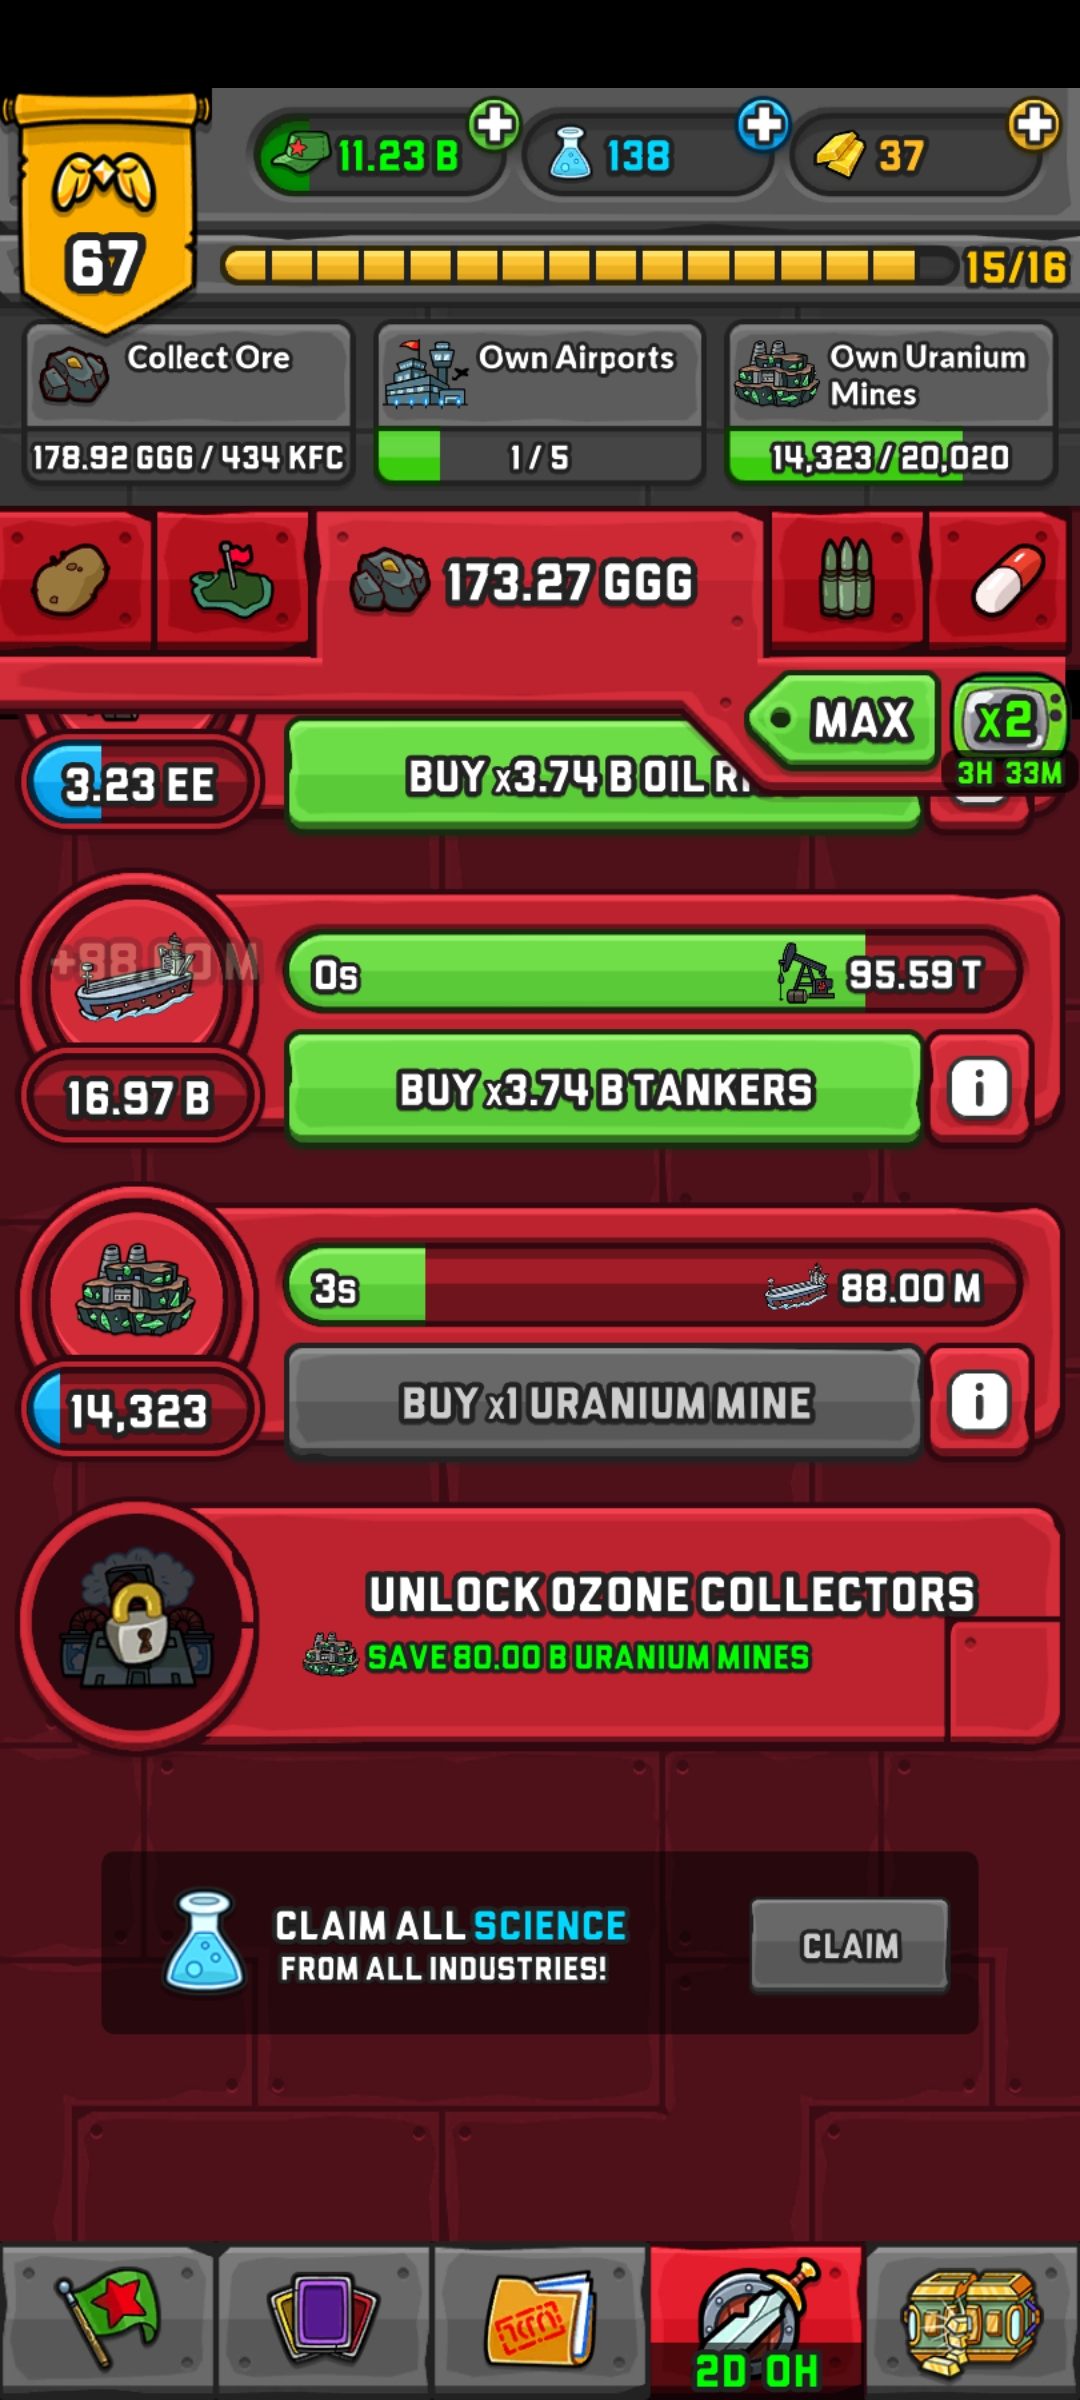 11.23 B
138
37
67
15/16
Collect Ore
178.92 GGG / 434 KFC
Own Airports
1 / 5
Own Uranium
Mines
14,323 / 20,020
173.27 GGG
MAX
x2
3H 33M
3.23 EE
BUY x3.74 B OIL
+88.00 M
0s
95.59 T
16.97 B
BUY x3.74 B TANKERS
i
3s
88.00 M
14,323
BUY x1 URANIUM MINE
i
UNLOCK OZONE COLLECTORS
SAVE 80.00 B URANIUM MINES
CLAIM ALL SCIENCE
FROM ALL INDUSTRIES!
CLAIM
2D 0H